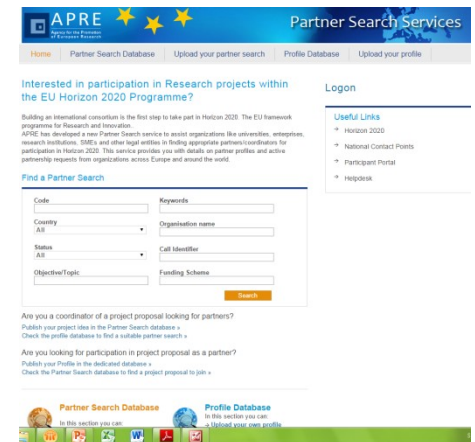 APRE
Agency for the Promotion
of European Research
Partner Search Services
Home
Partner Search Database
Upload your partner search
Profile Database
Upload your profile
Interested in participation in Research projects within
the EU Horizon 2020 Programme?
Building an international consortium is the first step to take part in Horizon 2020. The EU framework
programme for Research and Innovation.
APRE has developed a new Partner Search service to assist organizations like universities, enterprises,
research institutions, SMEs and other legal entities in finding appropriate partners/coordinators for
participation in Horizon 2020. This service provides you with details on partner profiles and active
partnership requests from organizations across Europe and around the world.
Find a Partner Search
Code
Keywords
Country
All
Organisation name
Status
All
Call Identifier
Objective/Topic
Funding Scheme
Search
Are you a coordinator of a project proposal looking for partners?
Publish your project idea in the Partner Search database »
Check the profile database to find a suitable partner search »
Are you looking for participation in project proposal as a partner?
Publish your Profile in the dedicated database »
Check the Partner Search database to find a project proposal to join »
Partner Search Database
In this section you can:
Profile Database
In this section you can:
→ Upload your own profile
Logon
Useful Links
→ Horizon 2020
→ National Contact Points
→ Participant Portal
→ Helpdesk